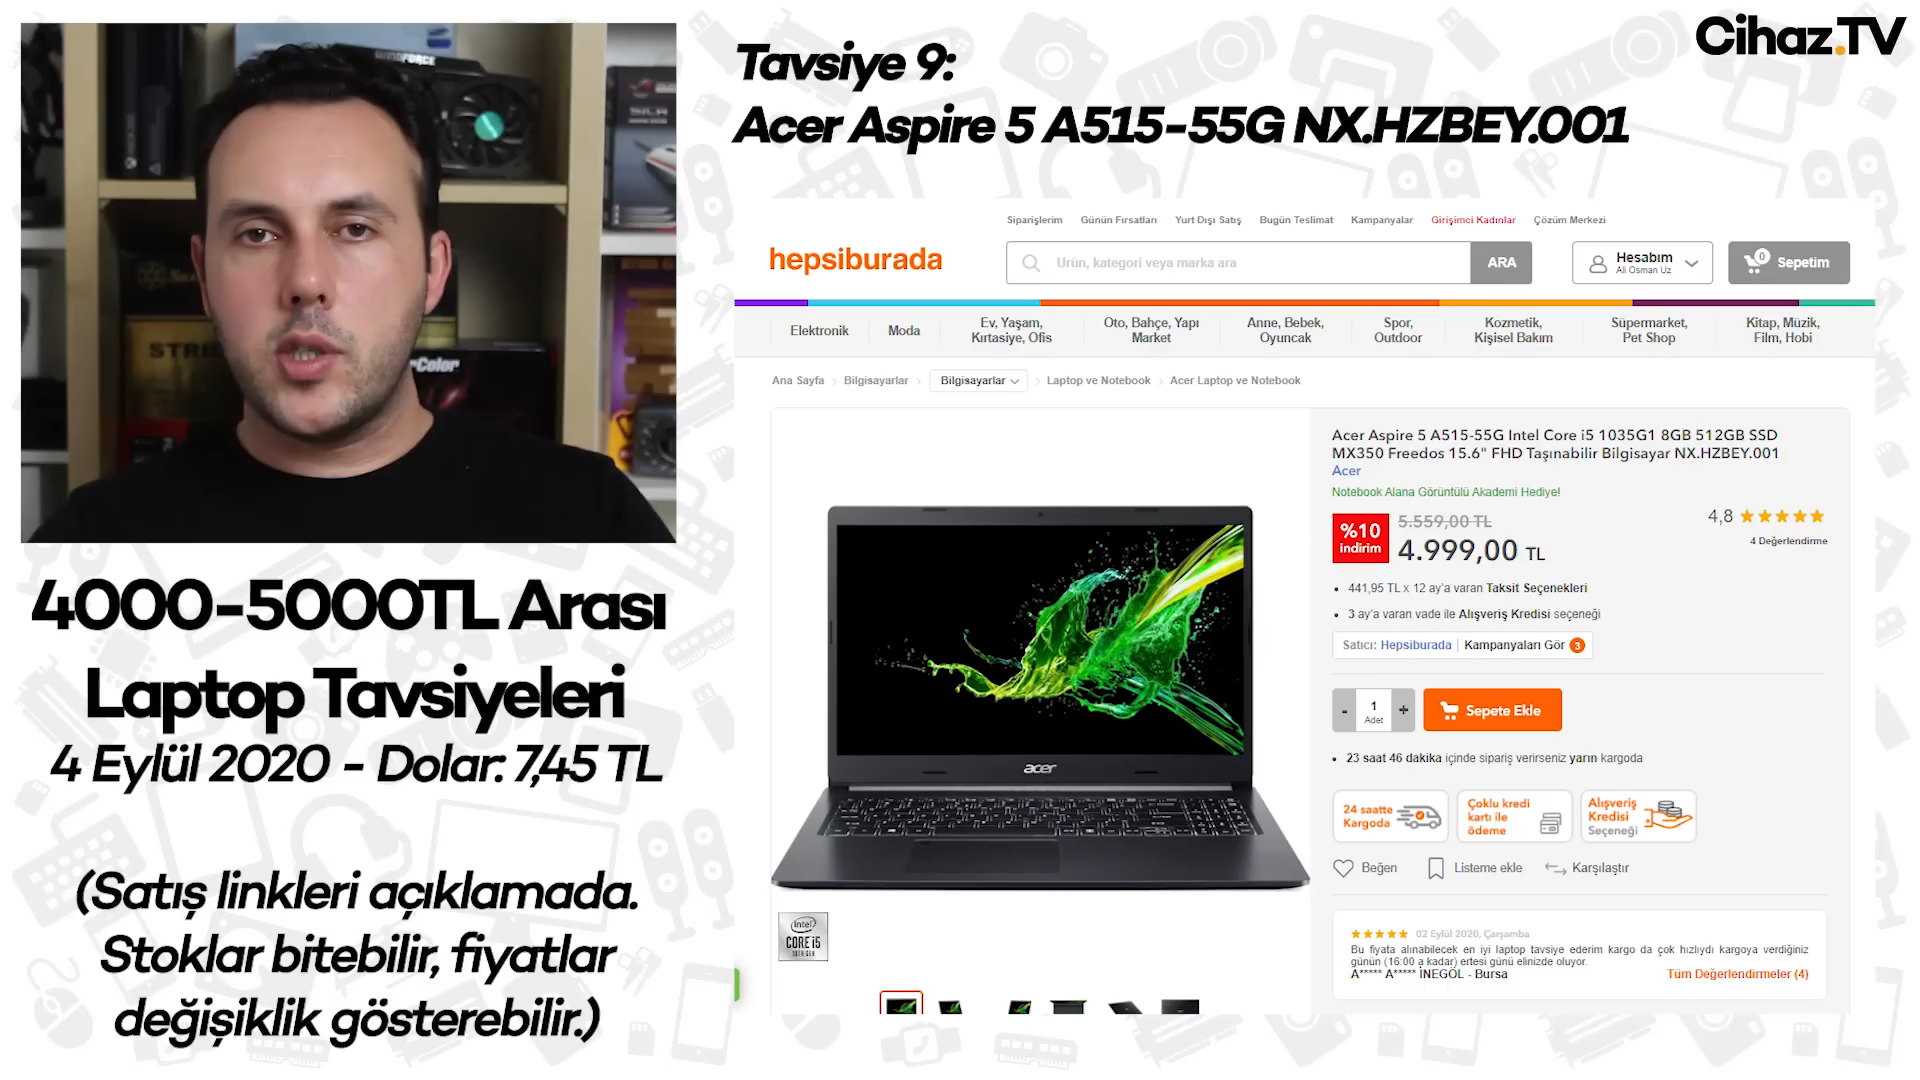 Cihaz.TV
Tavsiye 9:
Acer Aspire 5 A515-55G NX.HZBEY.001
4000-5000TL Arası
Laptop Tavsiyeleri
4 Eylül 2020 - Dolar: 7,45 TL
(Satış linkleri açıklamada.
Stoklar bitebilir, fiyatlar
değişiklik gösterebilir.)
Siparişlerim Günün Fırsatları Yurt Dışı Satış Bugün Teslimat Kampanyalar Girişimci Kadınlar Çözüm Merkezi
hepsiburada
Ürün, kategori veya marka ara
ARA
Hesabım
Ali Osman Uz
0
Sepetim
Elektronik
Moda
Ev, Yaşam,
Kırtasiye, Ofis
Oto, Bahçe, Yapı
Market
Anne, Bebek,
Oyuncak
Spor,
Outdoor
Kozmetik,
Kişisel Bakım
Süpermarket,
Pet Shop
Kitap, Müzik,
Film, Hobi
Ana Sayfa Bilgisayarlar Bilgisayarlar Laptop ve Notebook Acer Laptop ve Notebook
Acer Aspire 5 A515-55G Intel Core i5 1035G1 8GB 512GB SSD
MX350 Freedos 15.6" FHD Taşınabilir Bilgisayar NX.HZBEY.001
Acer
Notebook Alana Görüntülü Akademi Hediye!
%10
indirim
5.559,00 TL
4.999,00 TL
4,8
4 Değerlendirme
441,95 TL x 12 ay'a varan Taksit Seçenekleri
3 ay'a varan vade ile Alışveriş Kredisi seçeneği
Satıcı: Hepsiburada Kampanyaları Gör 3
- 1 +
Adet
Sepete Ekle
23 saat 46 dakika içinde sipariş verirseniz yarın kargoda
24 saatte
Kargoda
Çoklu kredi
kartı ile
ödeme
Alışveriş
Kredisi
Seçeneği
Beğen Listeme ekle Karşılaştır
02 Eylül 2020, Çarşamba
Bu fiyata alınabilecek en iyi laptop tavsiye ederim kargo da çok hızlıydı kargoya verdiğiniz
günün (16:00 a kadar) ertesi günü elinizde oluyor.
A***** A***** İNEGÖL - Bursa
Tüm Değerlendirmeler (4)
acer
intel
CORE i5
10TH GEN